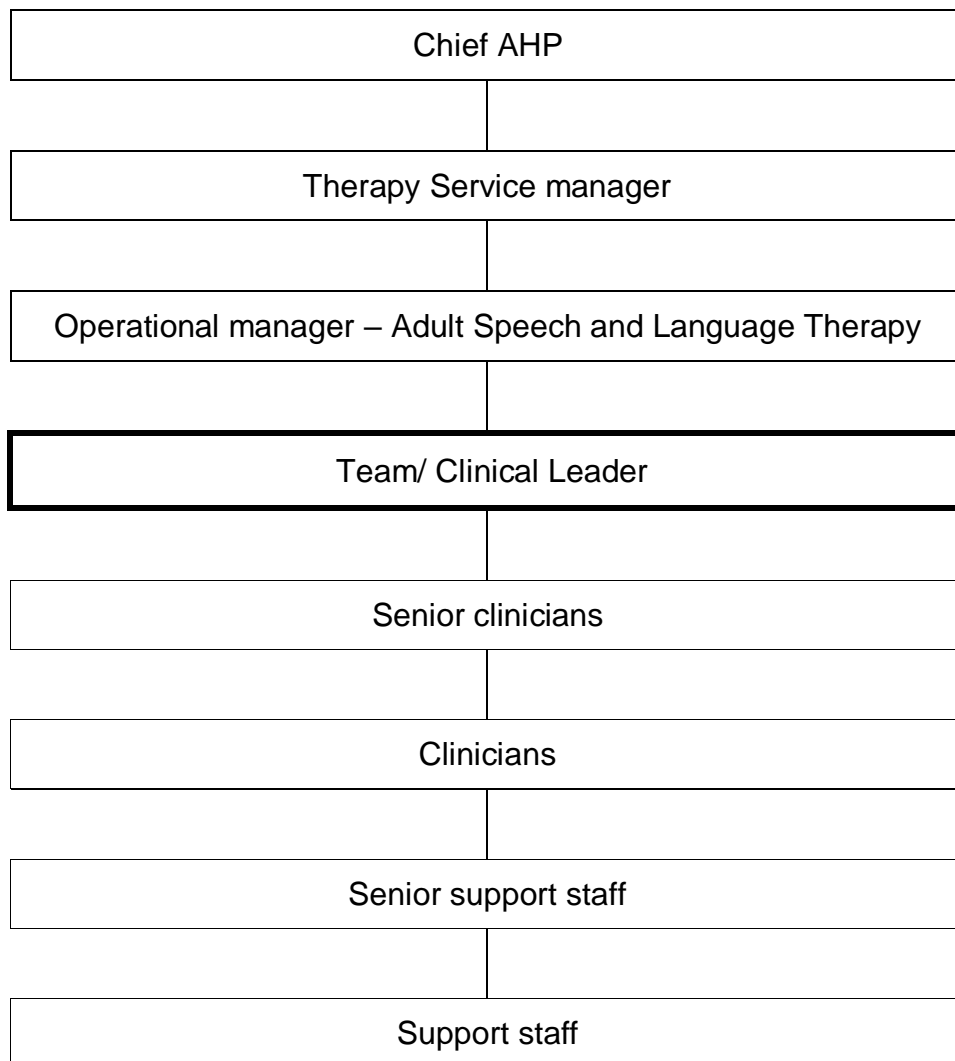 Chief AHP
Therapy Service manager
Operational manager – Adult Speech and Language Therapy
Team/ Clinical Leader
Senior clinicians
Clinicians
Senior support staff
Support staff